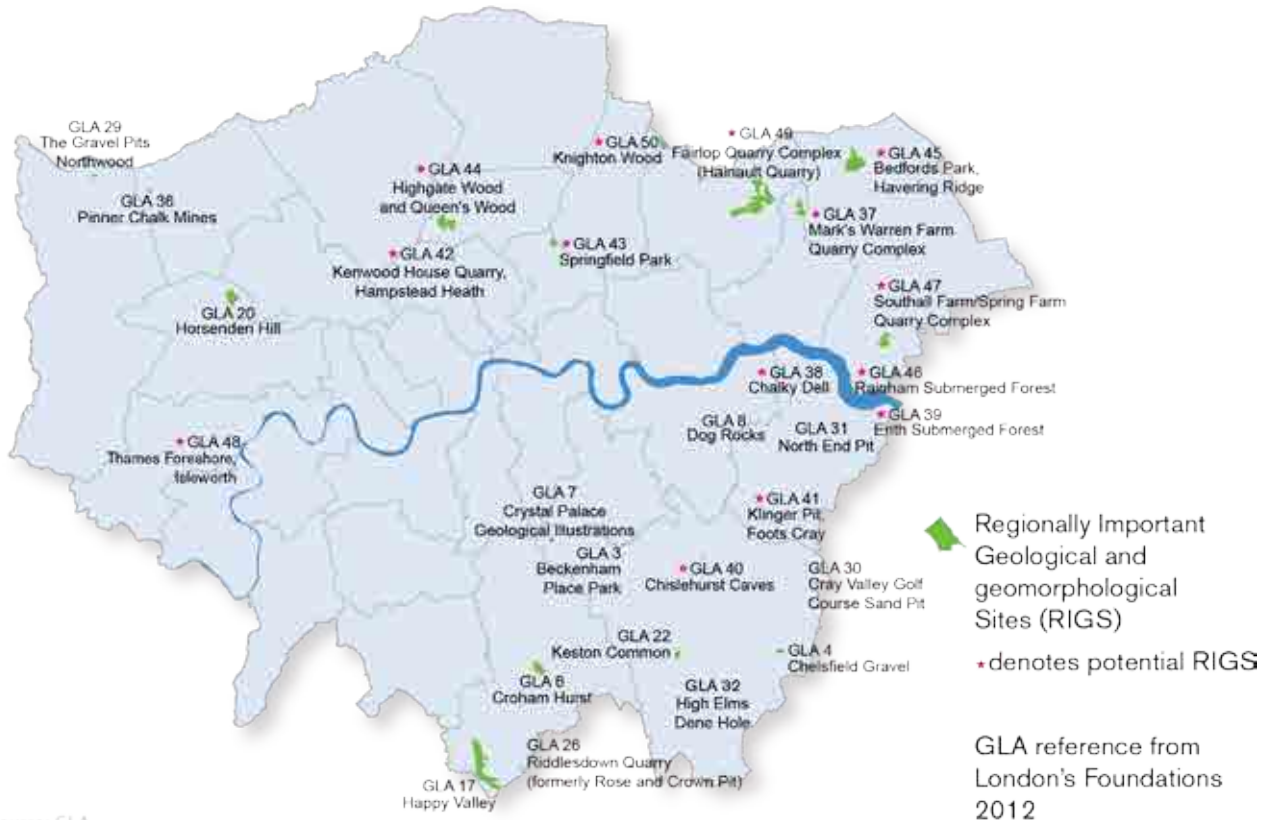 GLA 29
The Gravel Pits
Northwood
GLA 36
Pinner Chalk Mines
★GLA 44
Highgate Wood
and Queen's Wood
★GLA 50
Knighton Wood
★GLA 49
Fairlop Quarry Complex
(Hainault Quarry)
★GLA 45
Bedfords Park,
Havering Ridge
★GLA 37
Mark's Warren Farm
Quarry Complex
★GLA 42
Kenwood House Quarry,
Hampstead Heath
★GLA 43
Springfield Park
★GLA 47
Southall Farm/Spring Farm
Quarry Complex
GLA 20
Horsenden Hill
★GLA 38
Chalky Dell
★GLA 46
Rainham Submerged Forest
★GLA 39
Erith Submerged Forest
GLA 8
Dog Rocks
GLA 31
North End Pit
★GLA 48
Thames Foreshore,
Isleworth
GLA 7
Crystal Palace
Geological Illustrations
★GLA 41
Klinger Pit,
Foots Cray
GLA 3
Beckenham
Place Park
★GLA 40
Chislehurst Caves
GLA 30
Cray Valley Golf
Course Sand Pit
GLA 22
Keston Common
GLA 4
Chelsfield Gravel
GLA 6
Croham Hurst
GLA 32
High Elms
Dene Hole
GLA 26
Riddlesdown Quarry
(formerly Rose and Crown Pit)
GLA 17
Happy Valley
Regionally Important
Geological and
geomorphological
Sites (RIGS)
★denotes potential RIGS
GLA reference from
London's Foundations
2012
GLA